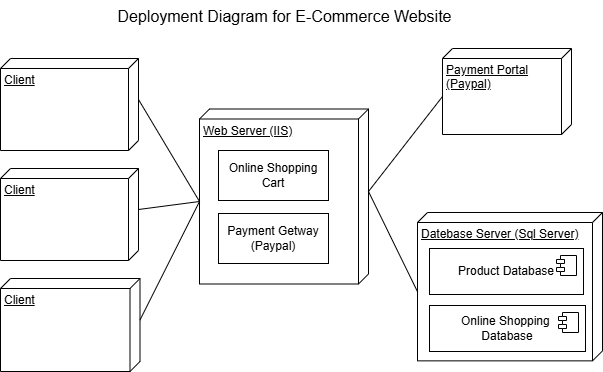 Deployment Diagram for E-Commerce Website
Client
Client
Client
Web Server (IIS)
Online Shopping
Cart
Payment Getway
(Paypal)
Payment Portal
(Paypal)
Datebase Server (Sql Server)
Product Database
Online Shopping
Database